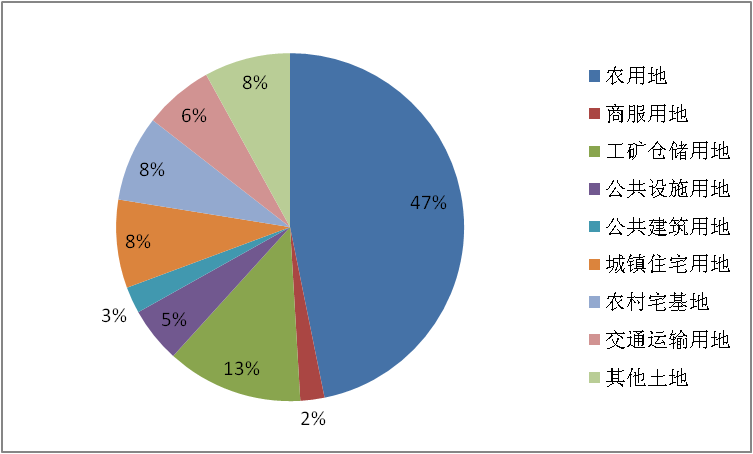 8%
6%
8%
47%
8%
3%
5%
13%
2%
农用地
商服用地
工矿仓储用地
公共设施用地
公共建筑用地
城镇住宅用地
农村宅基地
交通运输用地
其他土地